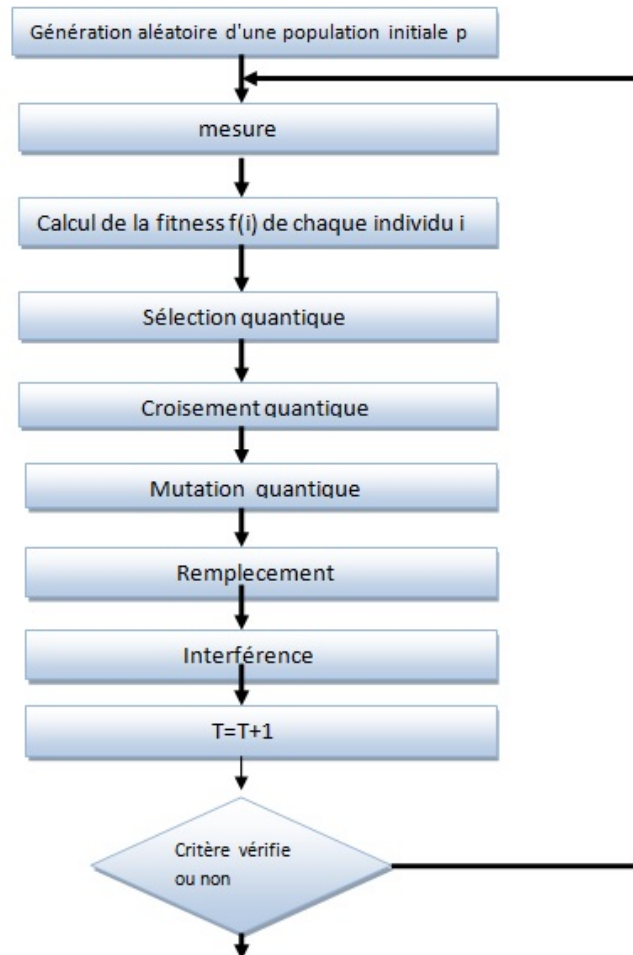 Génération aléatoire d'une population initiale p
mesure
Calcul de la fitness f(i) de chaque individu i
Sélection quantique
Croisement quantique
Mutation quantique
Remplecement
Interférence
T=T+1
Critère vérifie
ou non